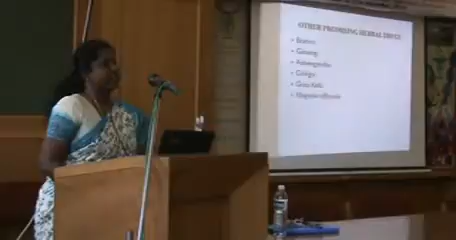 OTHER PROMISING HERBAL DRUGS
Brahmi
Ginseng
Ashwagandha
Ginkgo
Gotu Kola